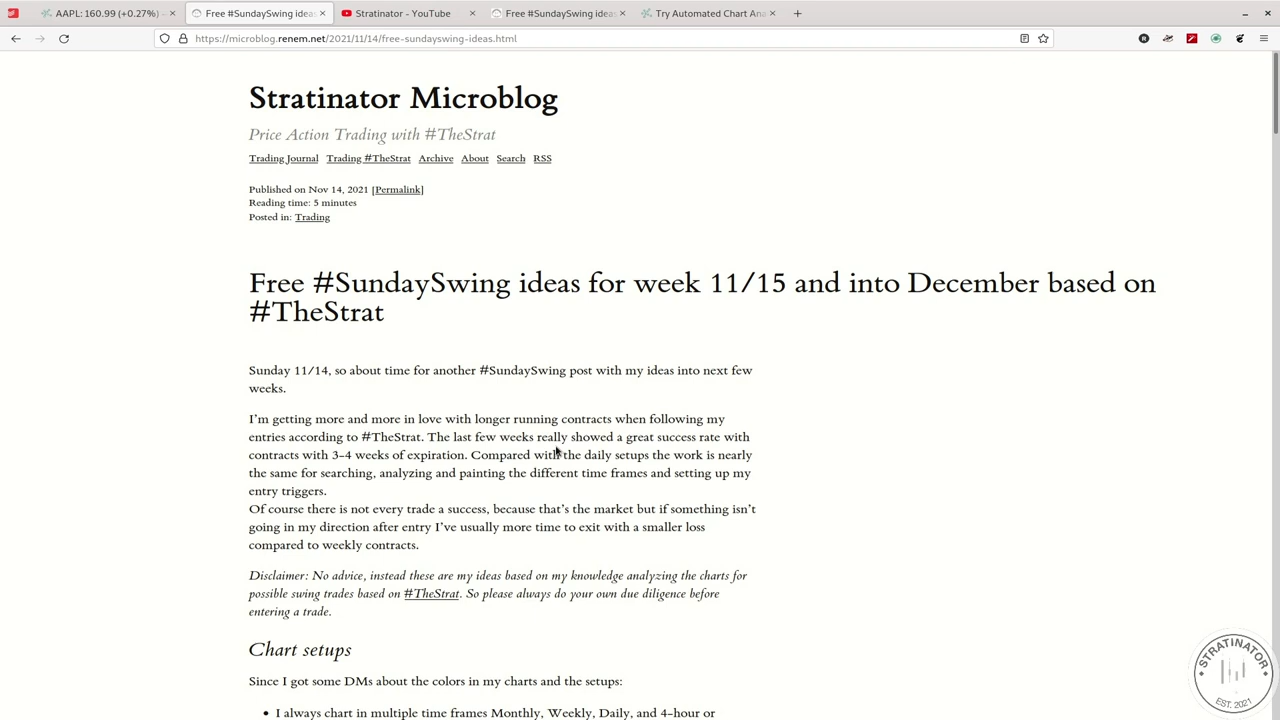 AAPL: 160.99 (+0.27%)
Free #SundaySwing ideas
Stratinator - YouTube
Free #SundaySwing ideas
Try Automated Chart Ana
https://microblog.renem.net/2021/11/14/free-sundayswing-ideas.html
Stratinator Microblog
Price Action Trading with #TheStrat
Trading Journal Trading #TheStrat Archive About Search RSS
Published on Nov 14, 2021 [Permalink]
Reading time: 5 minutes
Posted in: Trading
Free #SundaySwing ideas for week 11/15 and into December based on
#TheStrat
Sunday 11/14, so about time for another #SundaySwing post with my ideas into next few
weeks.
I'm getting more and more in love with longer running contracts when following my
entries according to #TheStrat. The last few weeks really showed a great success rate with
contracts with 3-4 weeks of expiration. Compared with the daily setups the work is nearly
the same for searching, analyzing and painting the different time frames and setting up my
entry triggers.
Of course there is not every trade a success, because that's the market but if something isn't
going in my direction after entry I've usually more time to exit with a smaller loss
compared to weekly contracts.
Disclaimer: No advice, instead these are my ideas based on my knowledge analyzing the charts for
possible swing trades based on #TheStrat. So please always do your own due diligence before
entering a trade.
Chart setups
Since I got some DMs about the colors in my charts and the setups:
• I always chart in multiple time frames Monthly, Weekly, Daily, and 4-hour or
STRATINATOR
EST. 2021